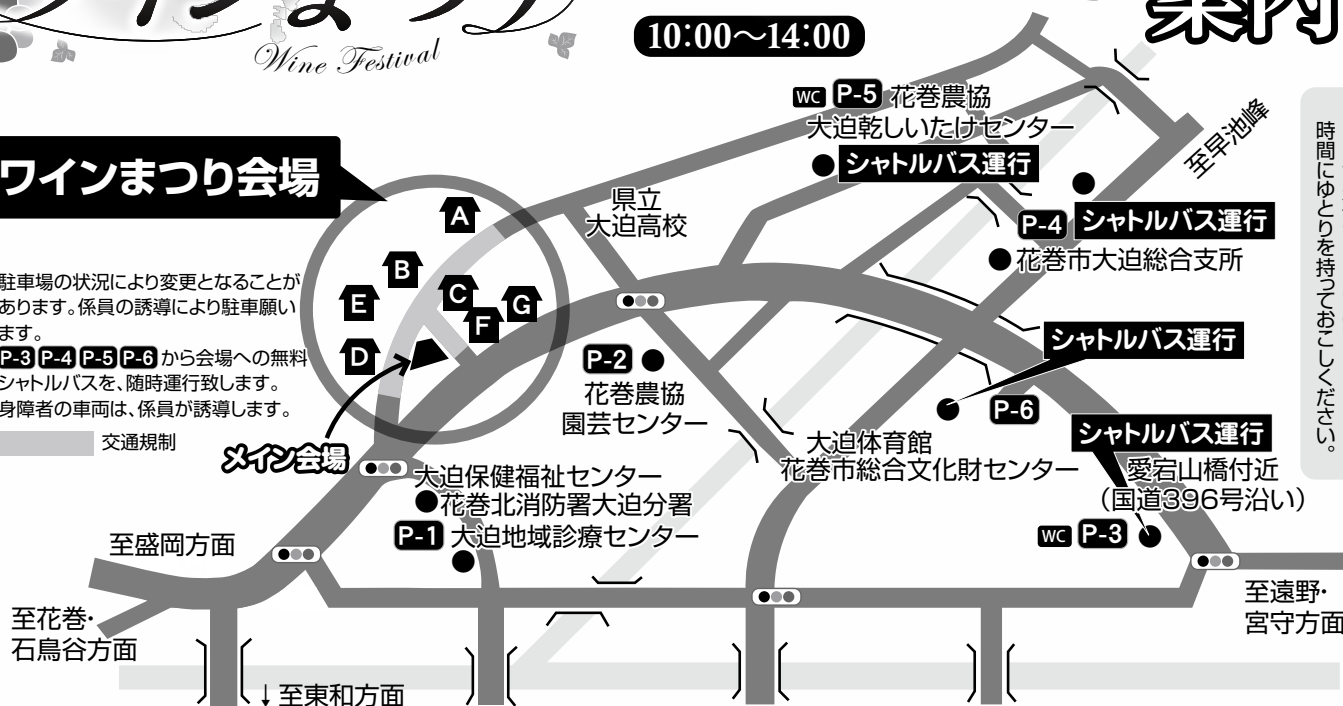 ワインまつり
Wine Festival
10:00〜14:00
案内
ワインまつり会場
A
B
C
E
F
G
D
駐車場の状況により変更となることが
あります。係員の誘導により駐車願い
ます。
P-3 P-4 P-5 P-6 から会場への無料
シャトルバスを、随時運行致します。
身障者の車両は、係員が誘導します。
交通規制
メイン会場
WC P-5 花巻農協
大迫乾しいたけセンター
シャトルバス運行
県立
大迫高校
至早池峰
P-4 シャトルバス運行
花巻市大迫総合支所
時間にゆとりを持っておこしください。
シャトルバス運行
P-6
P-2
花巻農協
園芸センター
大迫体育館
花巻市総合文化財センター
シャトルバス運行
愛宕山橋付近
（国道396号沿い）
WC P-3
大迫保健福祉センター
花巻北消防署大迫分署
P-1 大迫地域診療センター
至盛岡方面
至花巻・
石鳥谷方面
↓至東和方面
至遠野・
宮守方面